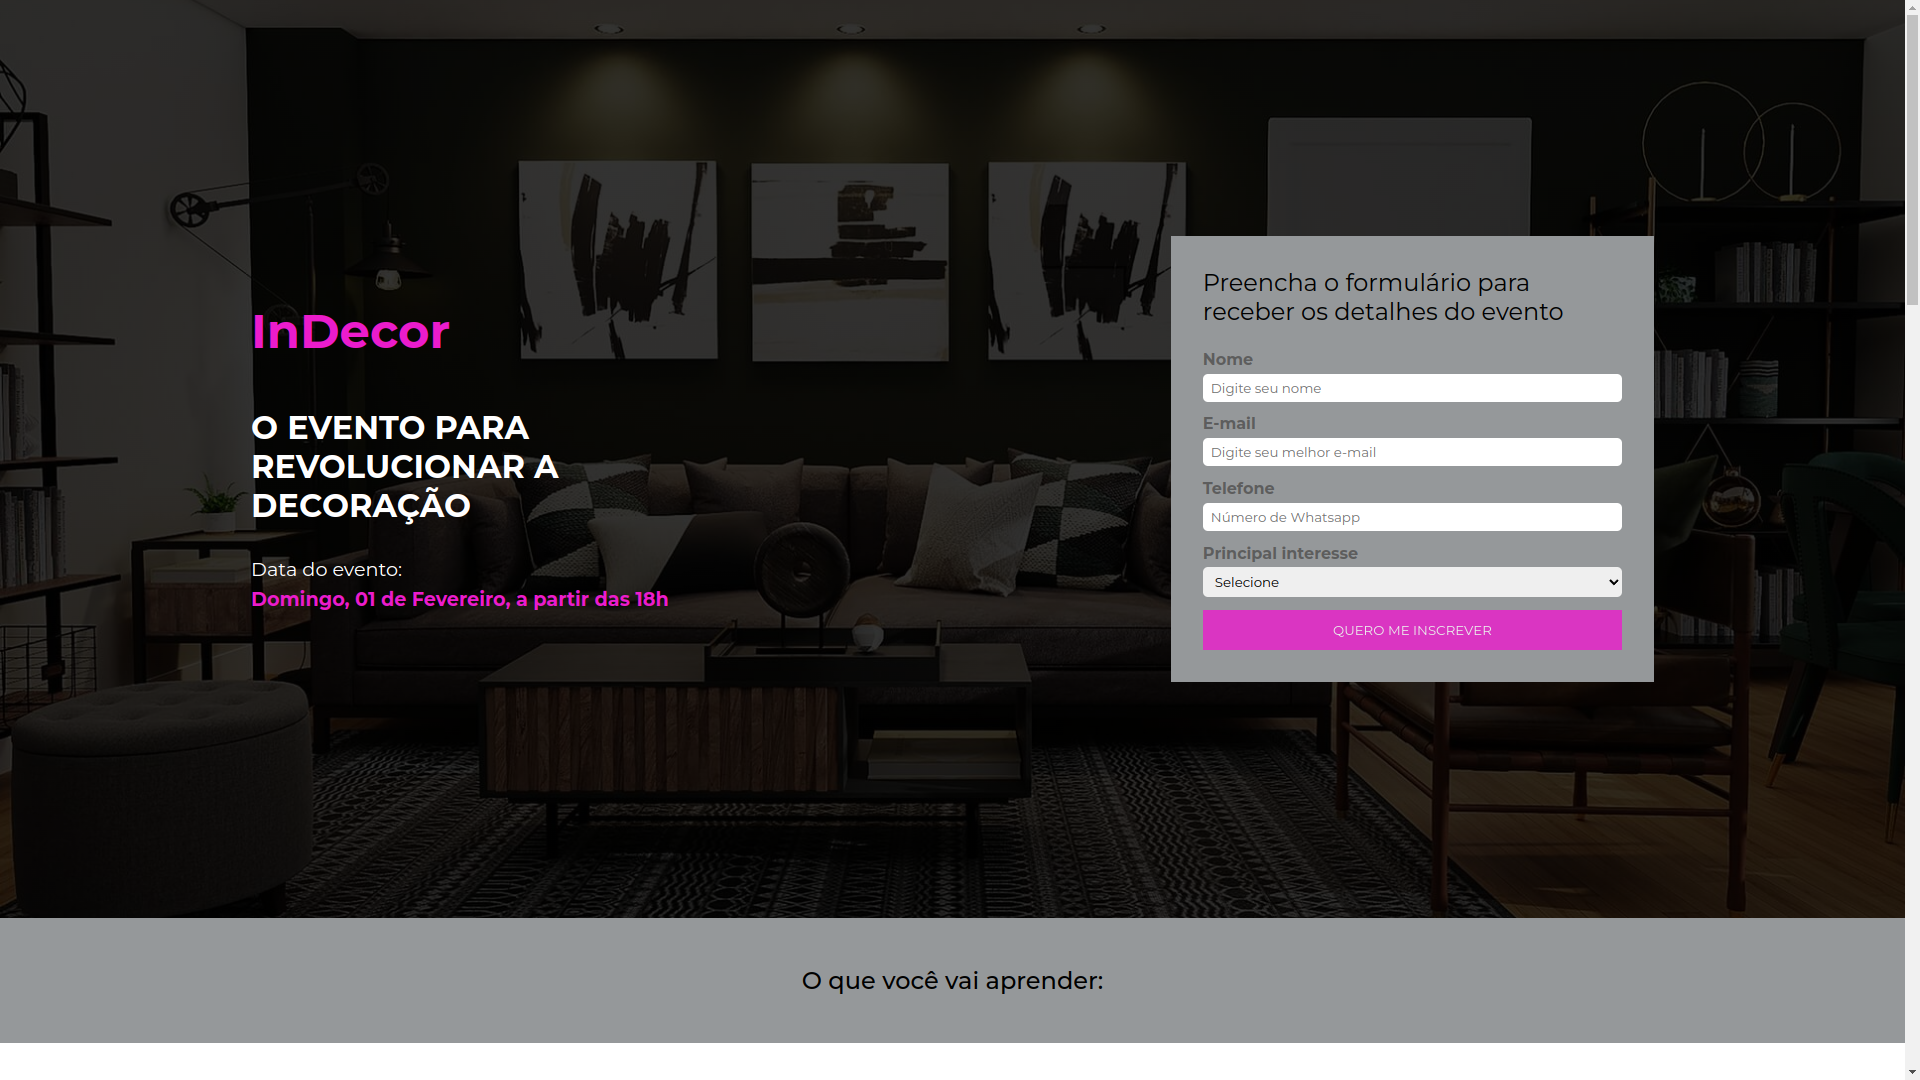 InDecor
O EVENTO PARA
REVOLUCIONAR A
DECORAÇÃO
Data do evento:
Domingo, 01 de Fevereiro, a partir das 18h
Preencha o formulário para
receber os detalhes do evento
Nome
Digite seu nome
E-mail
Digite seu melhor e-mail
Telefone
Número de Whatsapp
Principal interesse
Selecione
QUERO ME INSCREVER
O que você vai aprender: